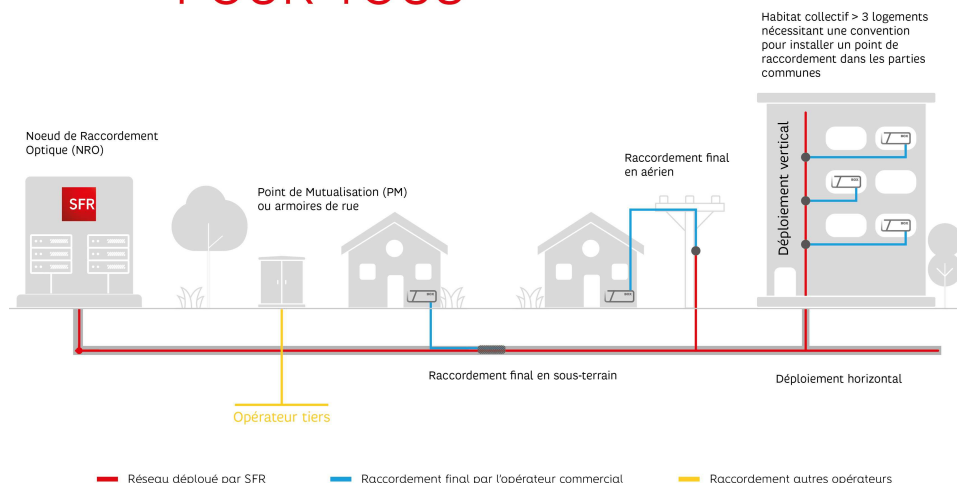 POUR TOUS
Habitat collectif > 3 logements
nécessitant une convention
pour installer un point de
raccordement dans les parties
communes
Noeud de Raccordement
Optique (NRO)
SFR
Point de Mutualisation (PM)
ou armoires de rue
Raccordement final
en aérien
Déploiement vertical
Raccordement final en sous-terrain
Déploiement horizontal
Opérateur tiers
Réseau déployé par SFR
Raccordement final par l'opérateur commercial
Raccordement autres opérateurs